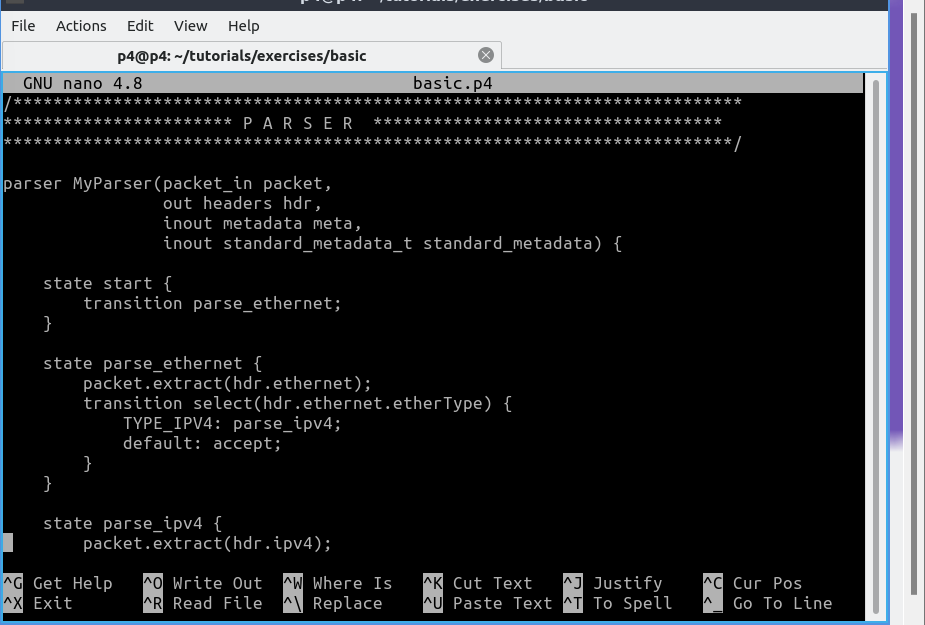 File Actions Edit View Help
p4@p4: ~/tutorials/exercises/basic
GNU nano 4.8 basic.p4
/*************************************************************************
*********************** P A R S E R  ***********************************
*************************************************************************/
parser MyParser(packet_in packet,
                out headers hdr,
                inout metadata meta,
                inout standard_metadata_t standard_metadata) {
    state start {
        transition parse_ethernet;
    }
    state parse_ethernet {
        packet.extract(hdr.ethernet);
        transition select(hdr.ethernet.etherType) {
            TYPE_IPV4: parse_ipv4;
            default: accept;
        }
    }
    state parse_ipv4 {
        packet.extract(hdr.ipv4);
^G Get Help ^O Write Out ^W Where Is ^K Cut Text ^J Justify ^C Cur Pos
^X Exit ^R Read File ^\ Replace ^U Paste Text ^T To Spell ^_ Go To Line